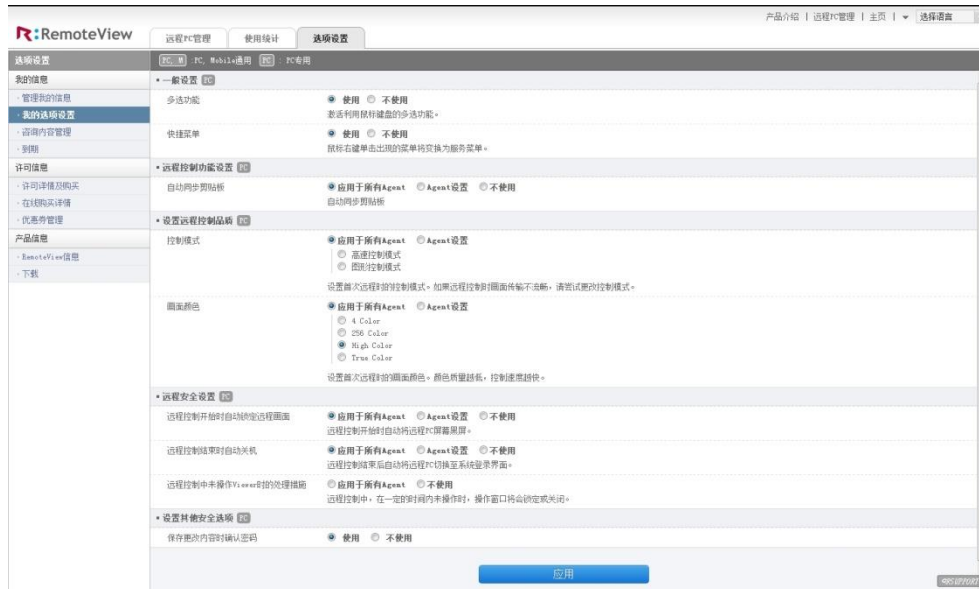 产品介绍 | 远程PC管理 | 主页 | ▼ 选择语言
RemoteView
远程PC管理 使用统计 选项设置
选项设置
PC, M : PC, Mobile通用 PC : PC专用
我的信息
· 管理我的信息
· 我的选项设置
· 咨询内容管理
· 到期
许可信息
· 许可详情及购买
· 在线购买详情
· 优惠券管理
产品信息
· RemoteView信息
· 下载
• 一般设置 PC
多选功能 使用 不使用
激活利用鼠标键盘的多选功能。
快捷菜单 使用 不使用
鼠标右键单击出现的菜单将变换为服务菜单。
• 远程控制功能设置 PC
自动同步剪贴板 应用于所有Agent Agent设置 不使用
自动同步剪贴板
• 设置远程控制品质 PC
控制模式 应用于所有Agent Agent设置
高速控制模式
图形控制模式
设置首次远程时的控制模式。如果远程控制时画面传输不流畅，请尝试更改控制模式。
画面颜色 应用于所有Agent Agent设置
4 Color
256 Color
High Color
True Color
设置首次远程时的画面颜色。颜色质量越低，控制速度越快。
• 远程安全设置 PC
远程控制开始时自动锁定远程画面 应用于所有Agent Agent设置 不使用
远程控制开始时自动将远程PC屏幕黑屏。
远程控制结束时自动关机 应用于所有Agent Agent设置 不使用
远程控制结束后自动将远程PC切换至系统登录界面。
远程控制中未操作Viewer时的处理措施 应用于所有Agent 不使用
远程控制中，在一定的时间内未操作时，操作窗口将会锁定或关闭。
• 设置其他安全选项 PC
保存更改内容时确认密码 使用 不使用
应用